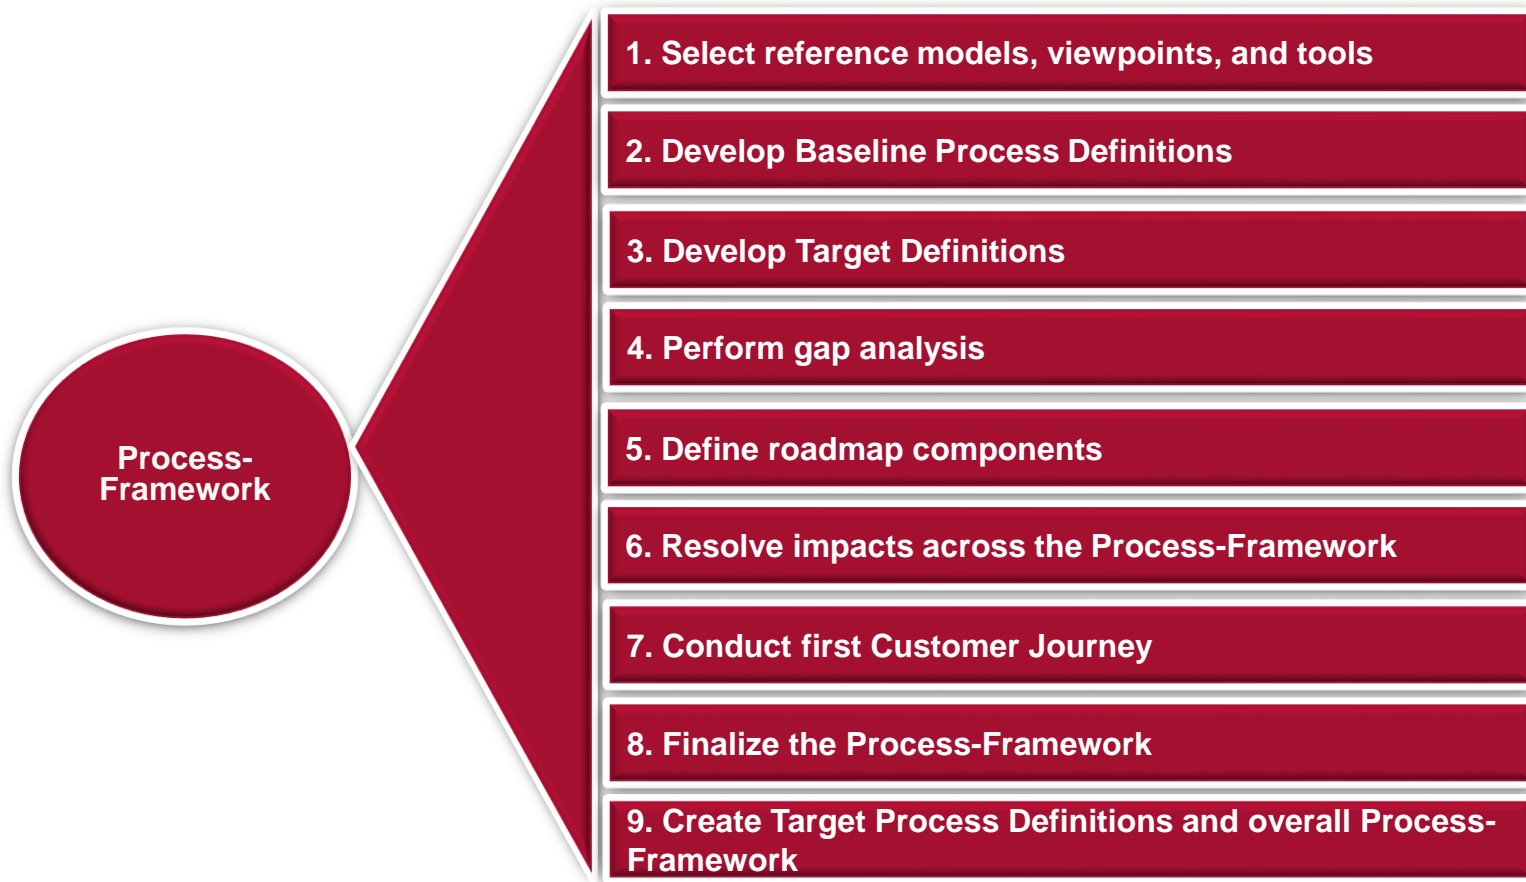 Process-
Framework
1. Select reference models, viewpoints, and tools
2. Develop Baseline Process Definitions
3. Develop Target Definitions
4. Perform gap analysis
5. Define roadmap components
6. Resolve impacts across the Process-Framework
7. Conduct first Customer Journey
8. Finalize the Process-Framework
9. Create Target Process Definitions and overall Process-
Framework